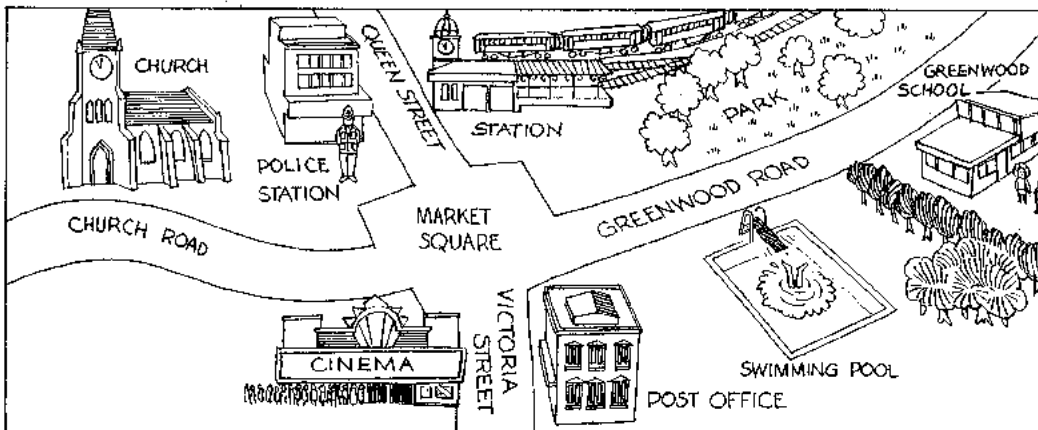 CHURCH
QUEEN STREET
STATION
PARK
GREENWOOD
SCHOOL
POLICE
STATION
CHURCH ROAD
MARKET
SQUARE
GREENWOOD ROAD
CINEMA
VICTORIA
STREET
POST OFFICE
SWIMMING POOL